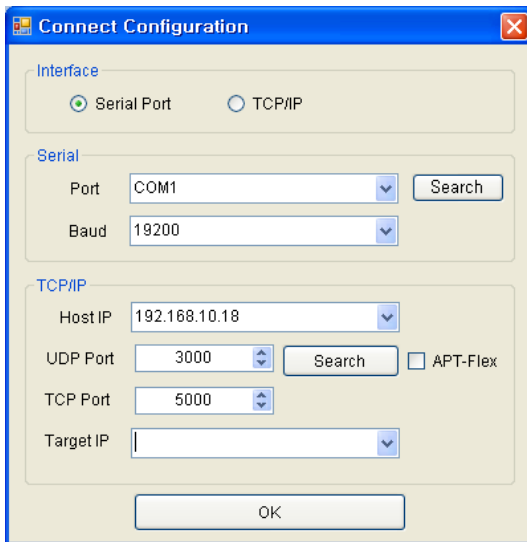 Connect Configuration
Interface
Serial Port TCP/IP
Serial
Port COM1 Search
Baud 19200
TCP/IP
Host IP 192.168.10.18
UDP Port 3000 Search APT-Flex
TCP Port 5000
Target IP
OK